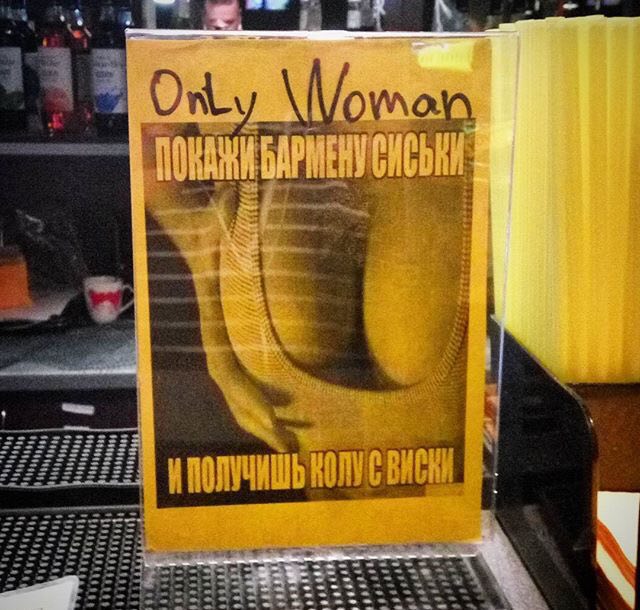 OnLy Woman
ПОКАЖИ БАРМЕНУ СИСЬКИ
И ПОЛУЧИШЬ КОЛУ С ВИСКИ